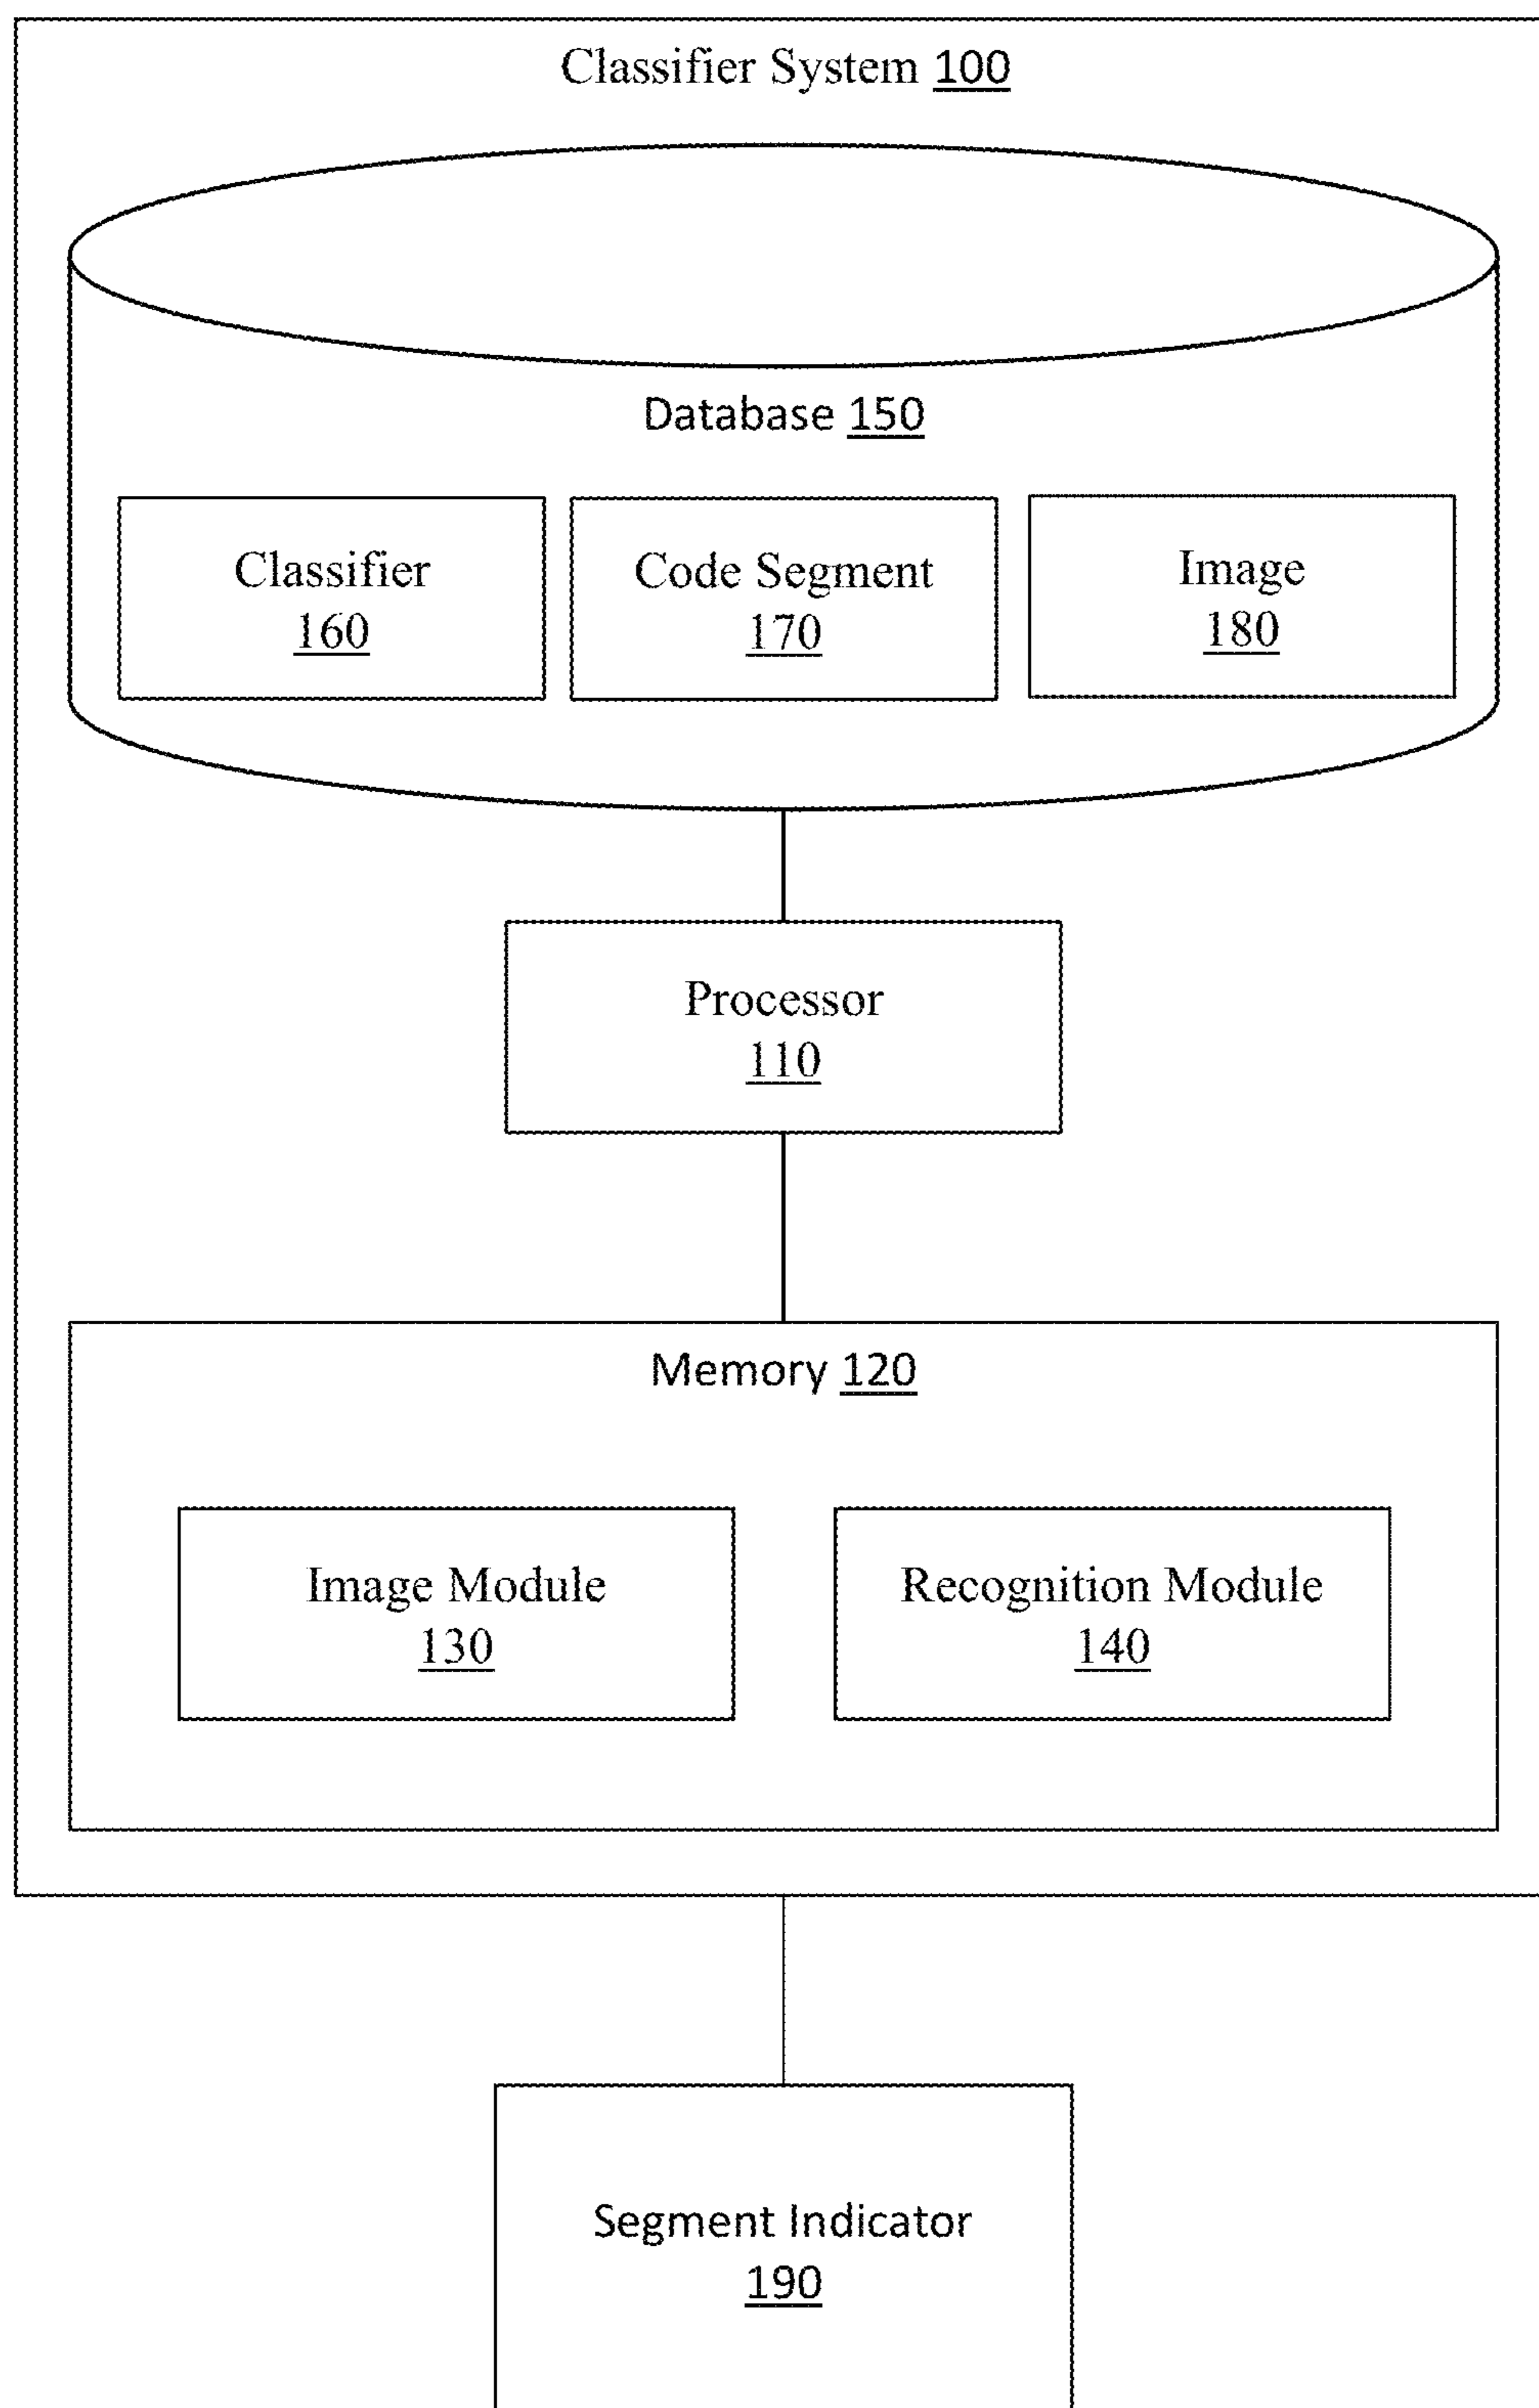 Classifier System 100
Database 150
Classifier
160
Code Segment
170
Image
180
Processor
110
Memory 120
Image Module
130
Recognition Module
140
Segment Indicator
190